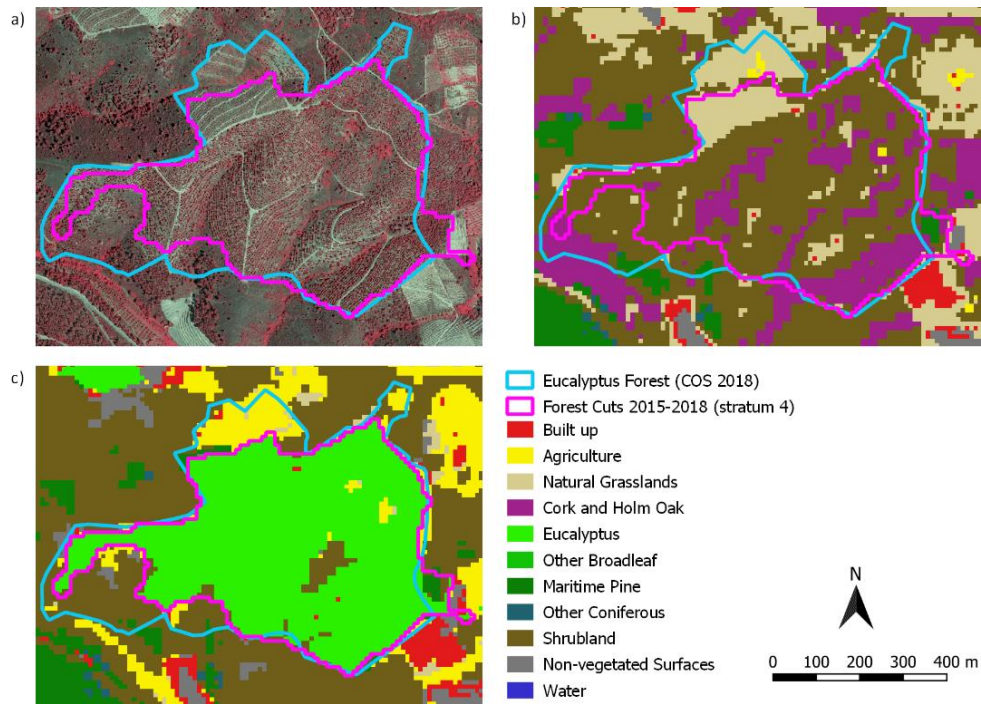 a)
b)
c)
Eucalyptus Forest (COS 2018)
Forest Cuts 2015-2018 (stratum 4)
Built up
Agriculture
Natural Grasslands
Cork and Holm Oak
Eucalyptus
Other Broadleaf
Maritime Pine
Other Coniferous
Shrubland
Non-vegetated Surfaces
Water
N
0 100 200 300 400 m